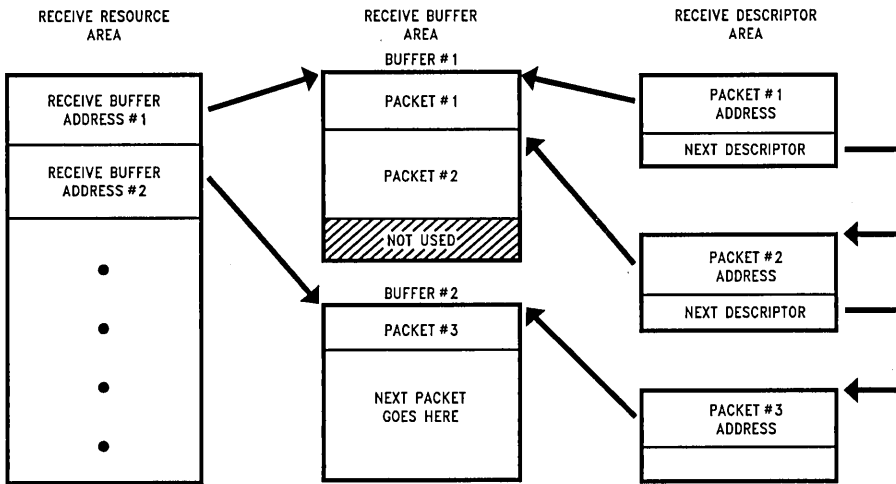 RECEIVE RESOURCE
AREA
RECEIVE BUFFER
AREA
RECEIVE DESCRIPTOR
AREA
RECEIVE BUFFER
ADDRESS #1
RECEIVE BUFFER
ADDRESS #2
BUFFER #1
PACKET #1
PACKET #2
NOT USED
BUFFER #2
PACKET #3
NEXT PACKET
GOES HERE
PACKET #1
ADDRESS
NEXT DESCRIPTOR
PACKET #2
ADDRESS
NEXT DESCRIPTOR
PACKET #3
ADDRESS